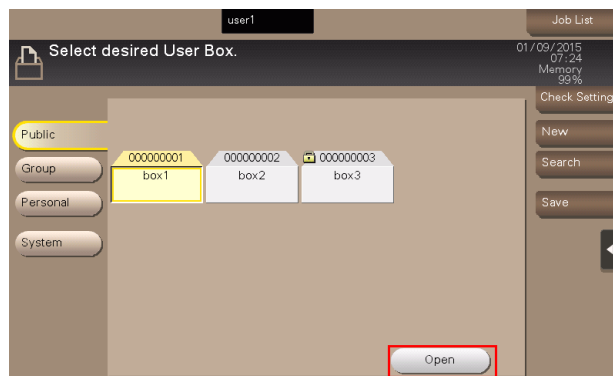 user1
Job List
Select desired User Box.
01/09/2015
07:24
Memory
99%
Check Setting
Public
New
000000001
000000002
000000003
Group
Search
box1
box2
box3
Personal
Save
System
Open